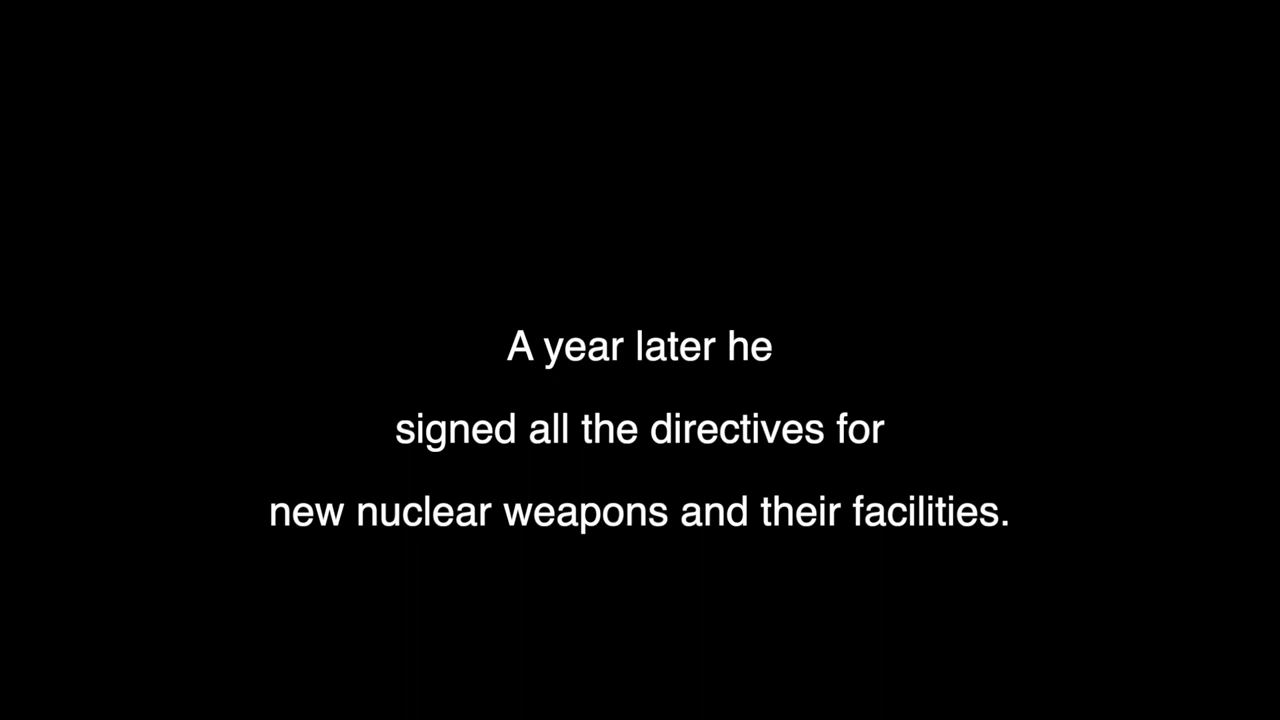 A year later he
signed all the directives for
new nuclear weapons and their facilities.